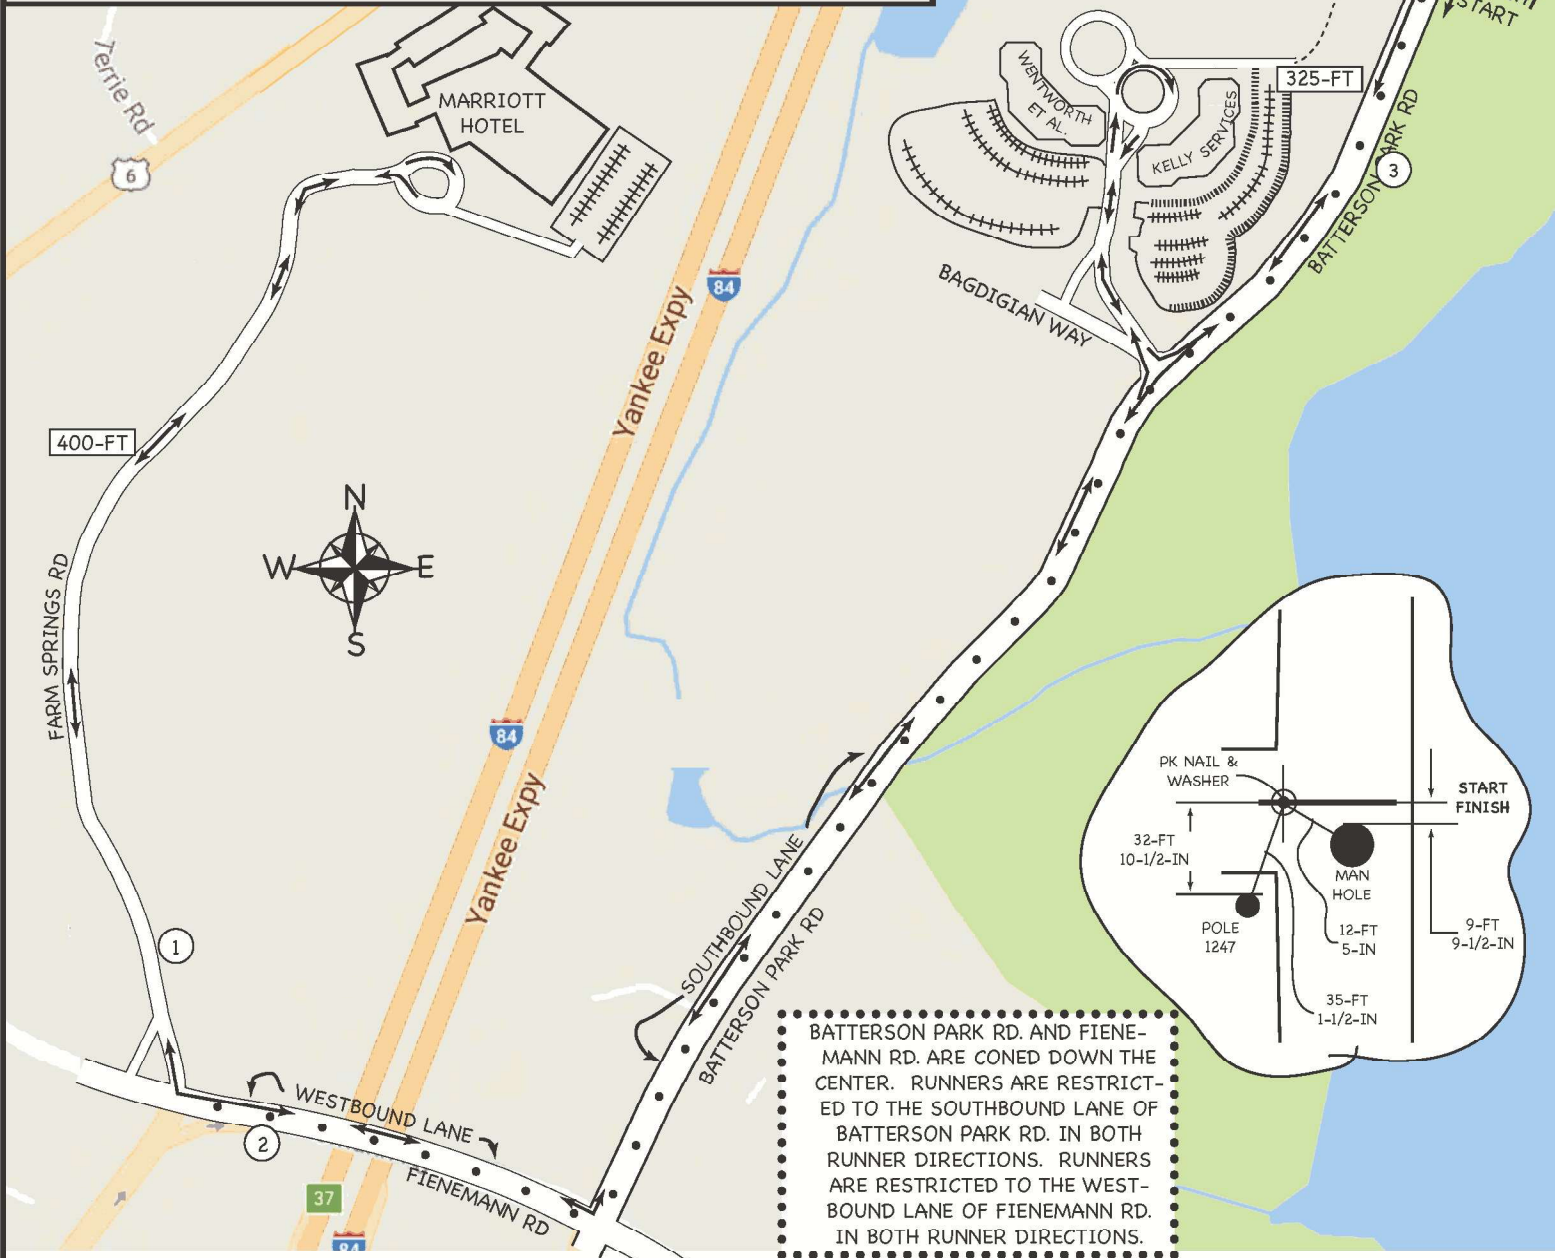 START
Terrie Rd
6
MARRIOTT
HOTEL
WENTWORTH
ET AL.
KELLY SERVICES
325-FT
BATTERSON PARK RD
3
84
Yankee Expy
BAGDIGIAN WAY
400-FT
N
W
E
S
FARM SPRINGS RD
84
Yankee Expy
PK NAIL &
WASHER
START
FINISH
32-FT
10-1/2-IN
MAN
HOLE
POLE
1247
12-FT
5-IN
9-FT
9-1/2-IN
35-FT
1-1/2-IN
SOUTHBOUND LANE
BATTERSON PARK RD
1
WESTBOUND LANE
2
FIENEMANN RD
37
84
BATTERSON PARK RD. AND FIENE-
MANN RD. ARE CONED DOWN THE
CENTER. RUNNERS ARE RESTRICT-
ED TO THE SOUTHBOUND LANE OF
BATTERSON PARK RD. IN BOTH
RUNNER DIRECTIONS. RUNNERS
ARE RESTRICTED TO THE WEST-
BOUND LANE OF FIENEMANN RD.
IN BOTH RUNNER DIRECTIONS.